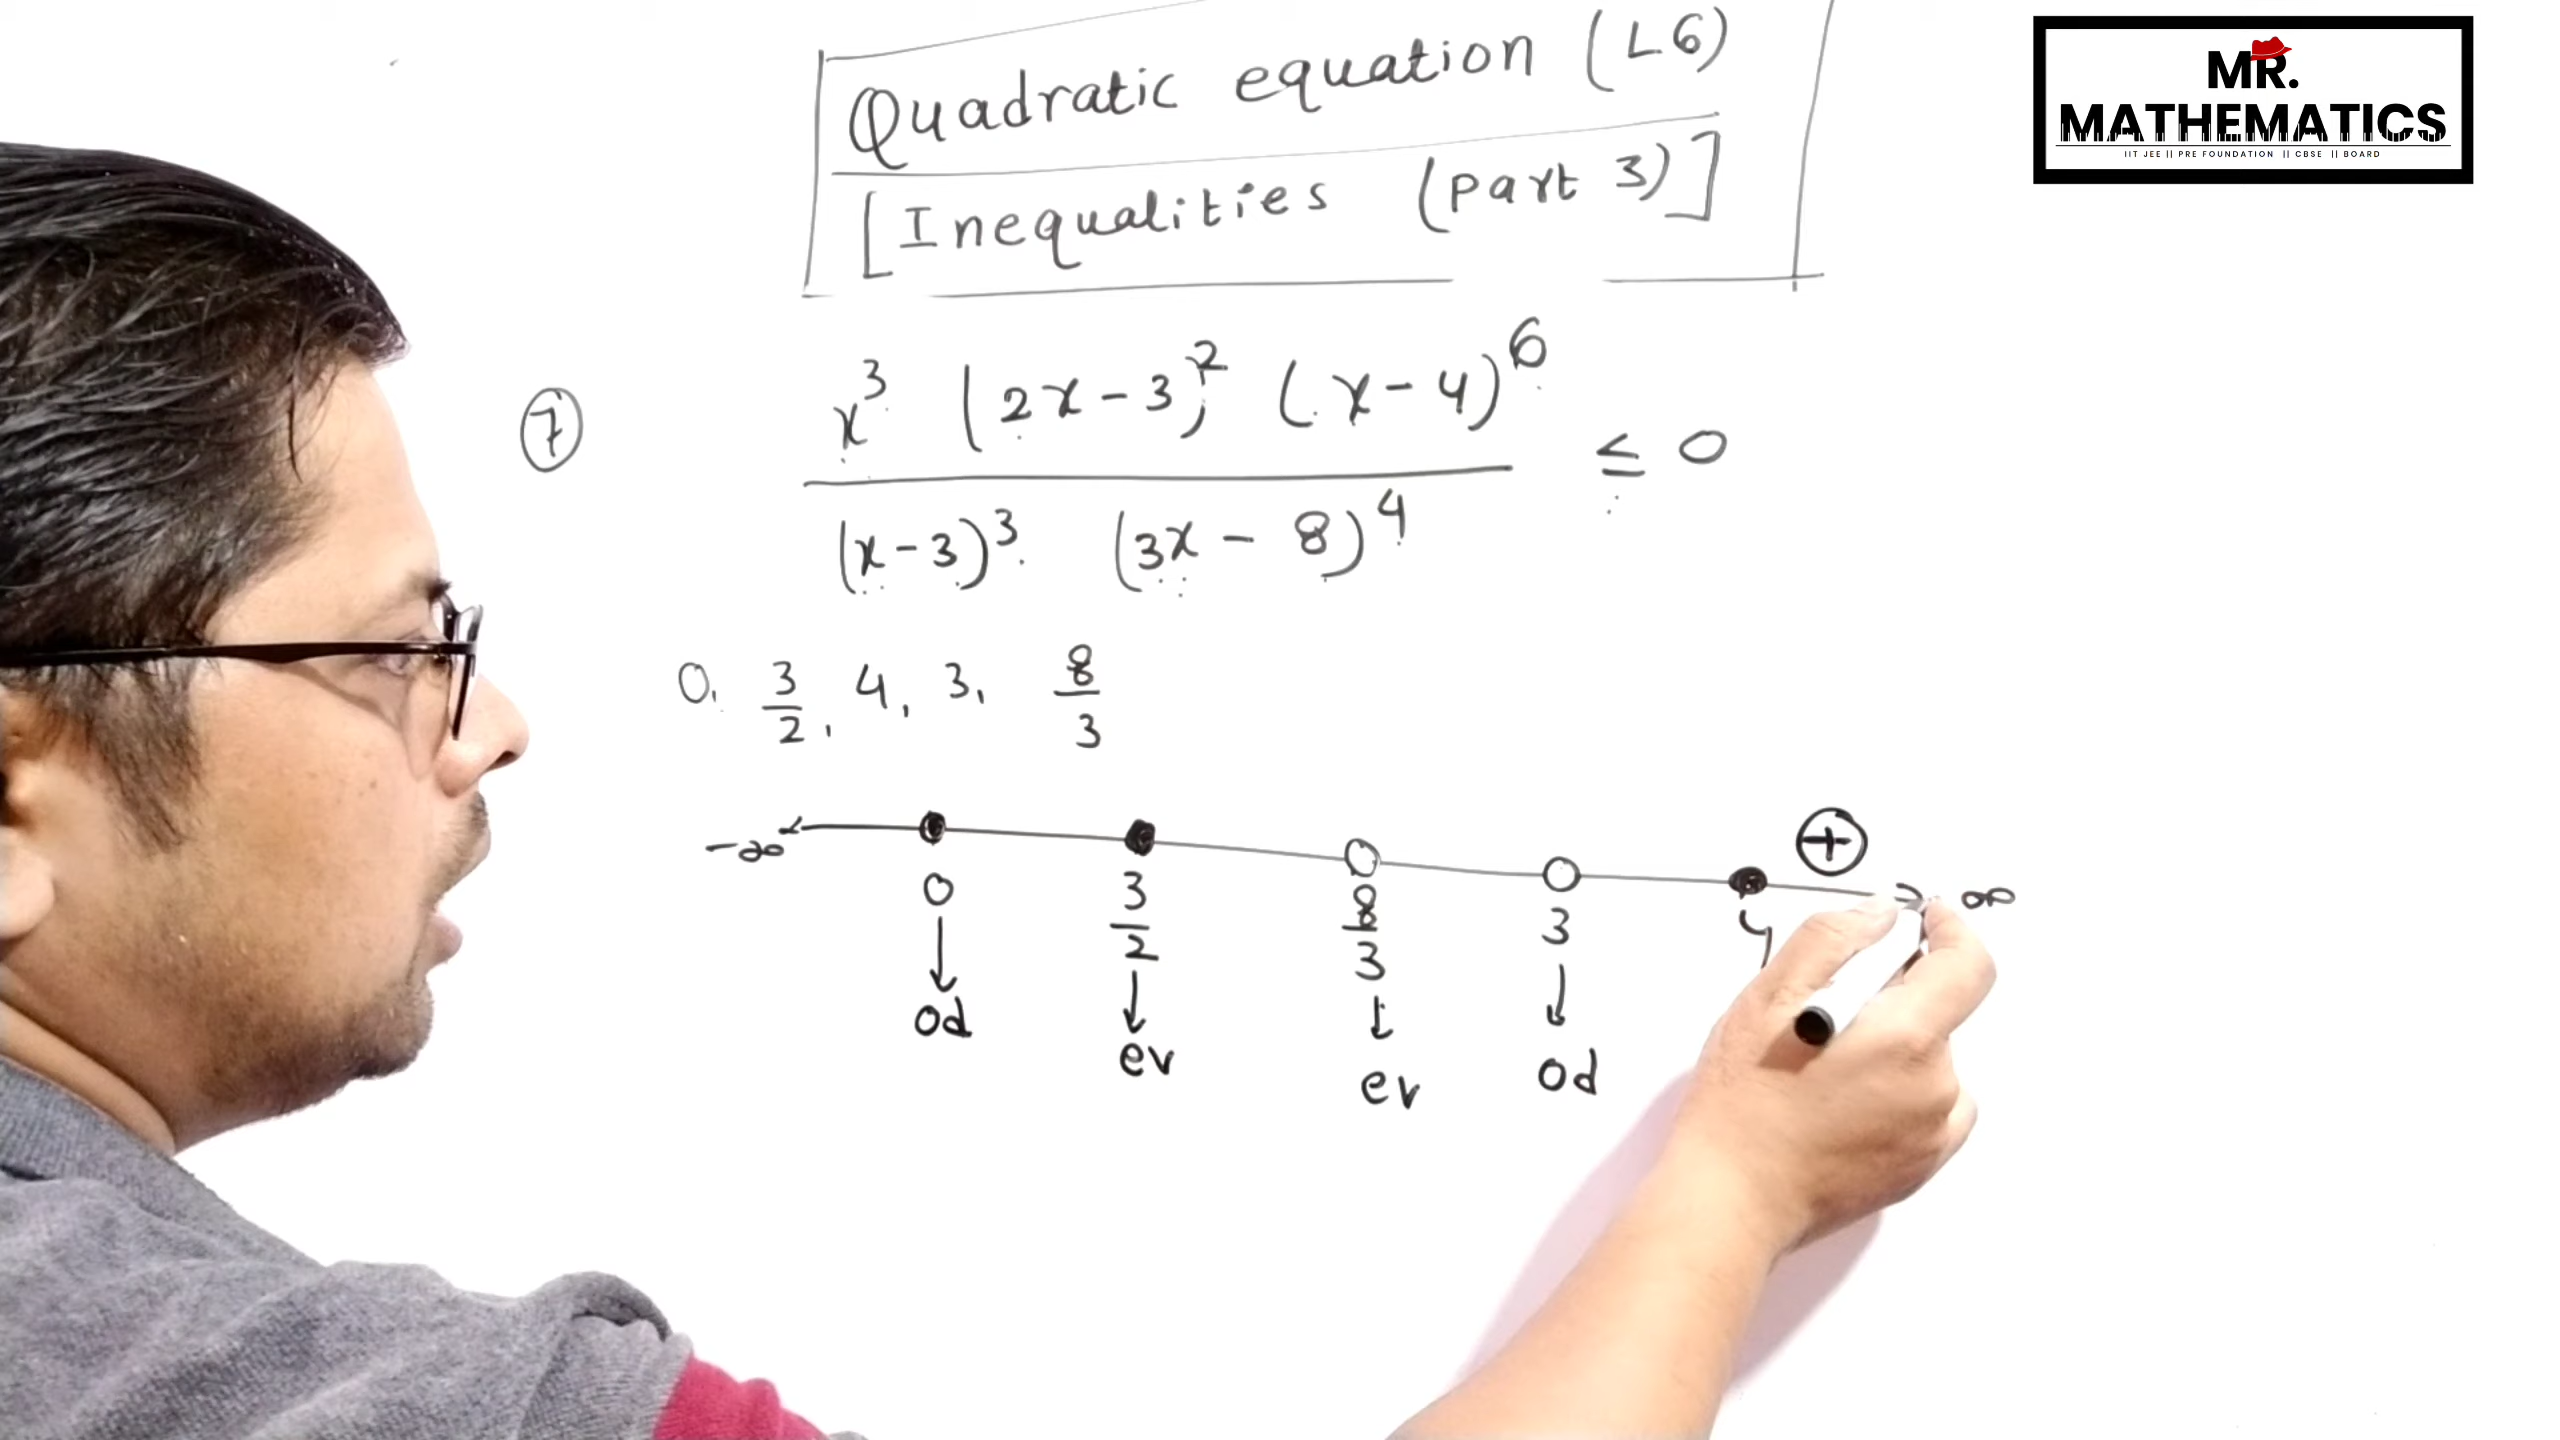 MR.
MATHEMATICS
IIT JEE || PRE FOUNDATION || CBSE || BOARD
Quadratic equation (L6)
[Inequalities (part 3)]
⑦ x³ (2x-3)² (x-4)⁶
≤ 0
(x-3)³ (3x-8)⁴
0, 3/2, 4, 3, 8/3
-∞ ⊕ ∞
0 3/2 8/3 3 4
↓ ↓ ↓ ↓
od ev ev od